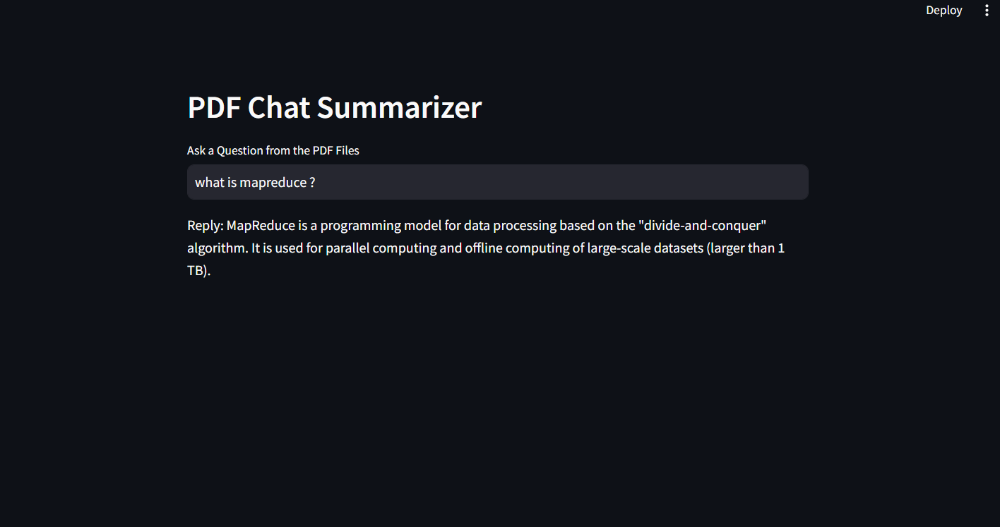 Deploy
PDF Chat Summarizer
Ask a Question from the PDF Files
what is mapreduce ?
Reply: MapReduce is a programming model for data processing based on the "divide-and-conquer"
algorithm. It is used for parallel computing and offline computing of large-scale datasets (larger than 1
TB).